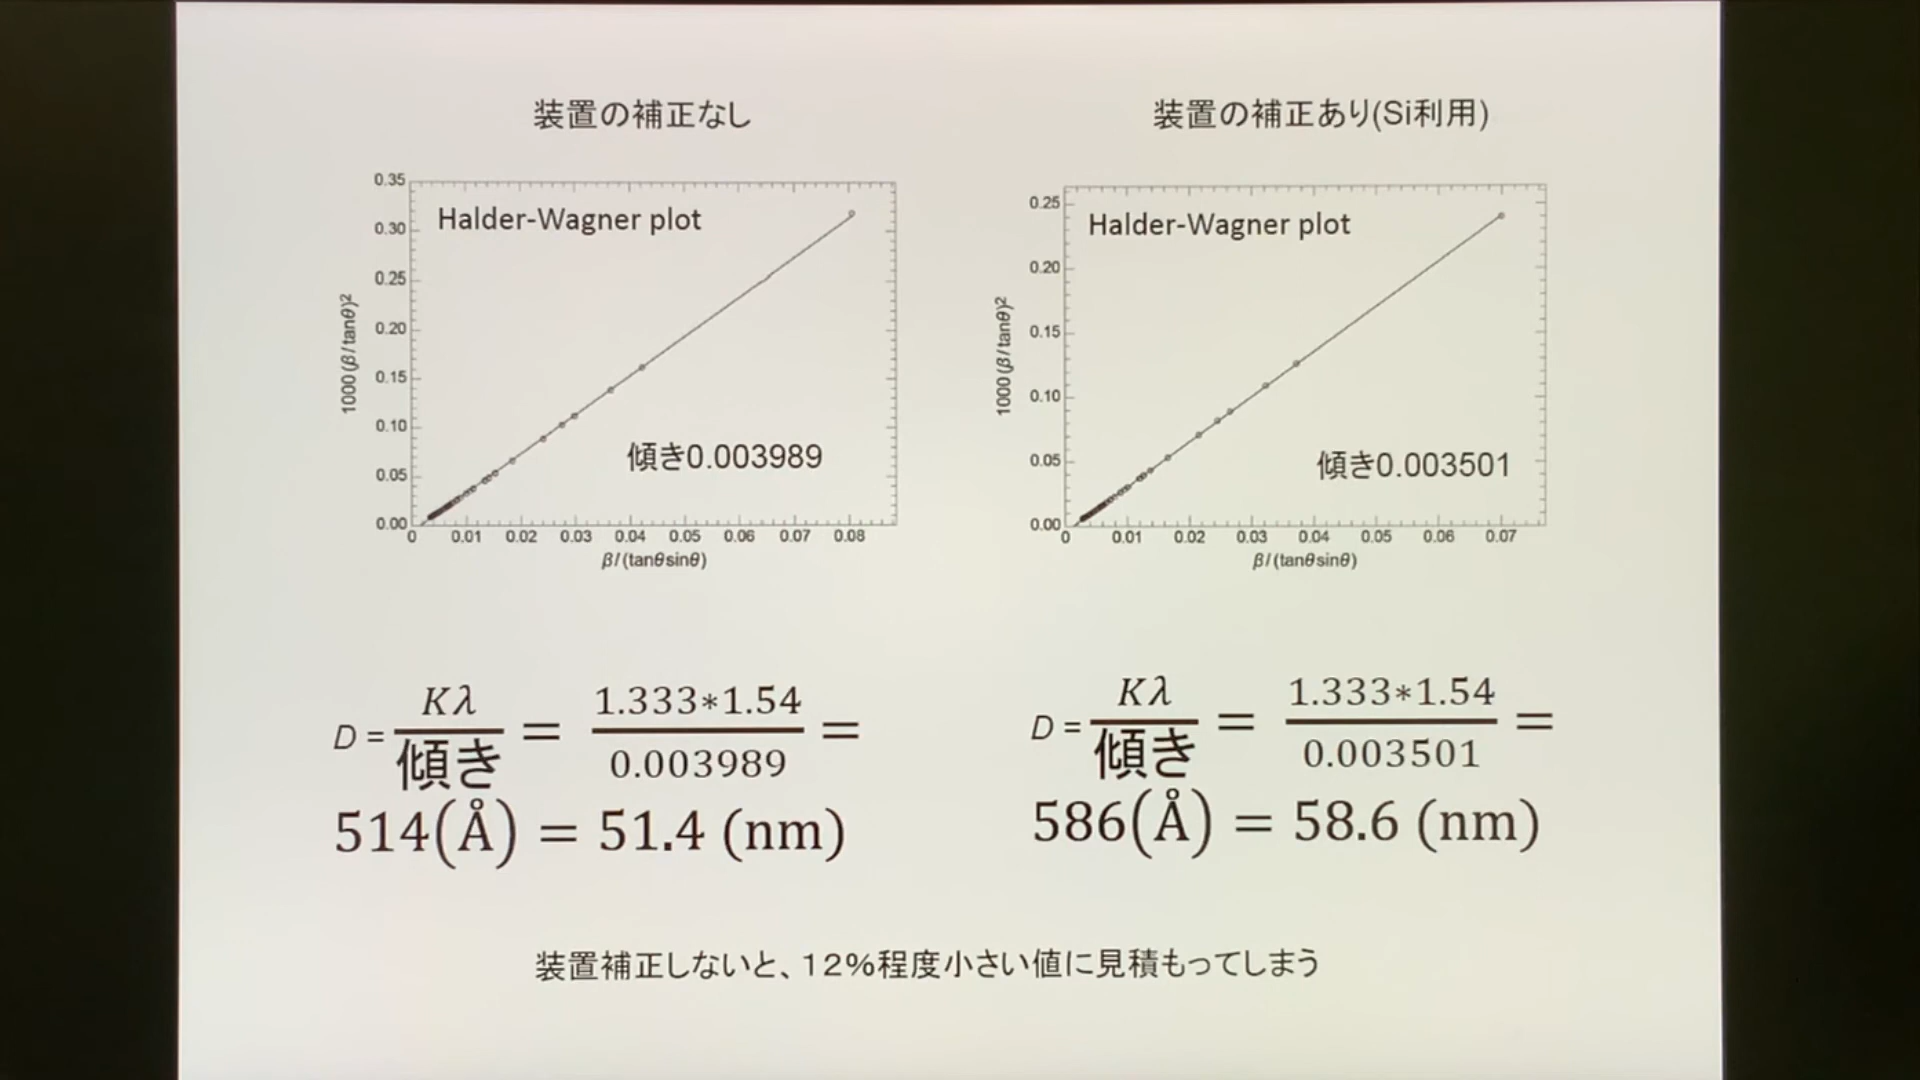 装置の補正なし
0.35
0.30
0.25
0.20
0.15
0.10
0.05
0.00
1000(β/tanθ)²
Halder-Wagner plot
傾き0.003989
0 0.01 0.02 0.03 0.04 0.05 0.06 0.07 0.08
β/(tanθsinθ)
D = Kλ/傾き = 1.333*1.54/0.003989 =
514(Å) = 51.4 (nm)
装置の補正あり(Si利用)
0.25
0.20
0.15
0.10
0.05
0.00
1000(β/tanθ)²
Halder-Wagner plot
傾き0.003501
0 0.01 0.02 0.03 0.04 0.05 0.06 0.07
β/(tanθsinθ)
D = Kλ/傾き = 1.333*1.54/0.003501 =
586(Å) = 58.6 (nm)
装置補正しないと、12%程度小さい値に見積もってしまう